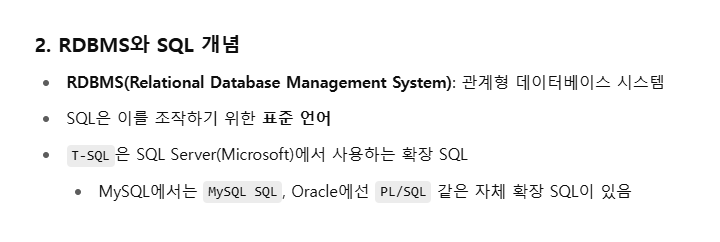 2. RDBMS와 SQL 개념
• RDBMS(Relational Database Management System): 관계형 데이터베이스 시스템
• SQL은 이를 조작하기 위한 표준 언어
• T-SQL은 SQL Server(Microsoft)에서 사용하는 확장 SQL
• MySQL에서는 MySQL SQL, Oracle에선 PL/SQL 같은 자체 확장 SQL이 있음